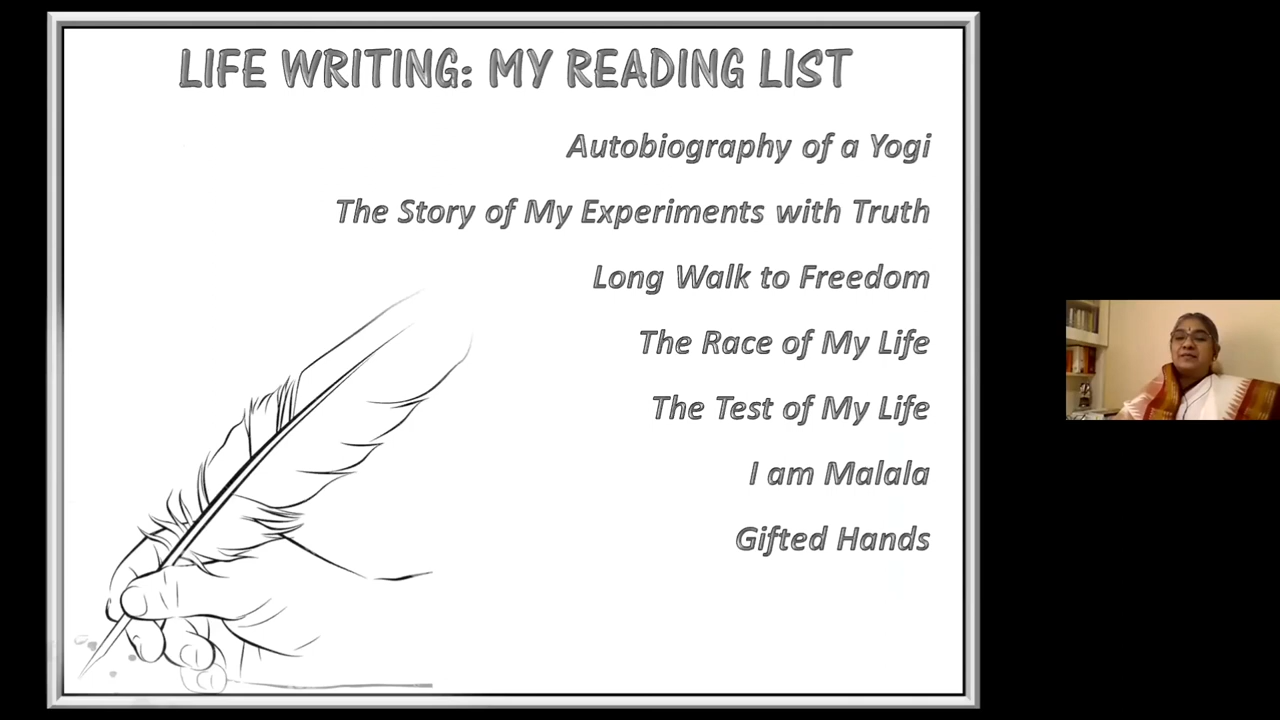 LIFE WRITING: MY READING LIST
Autobiography of a Yogi
The Story of My Experiments with Truth
Long Walk to Freedom
The Race of My Life
The Test of My Life
I am Malala
Gifted Hands